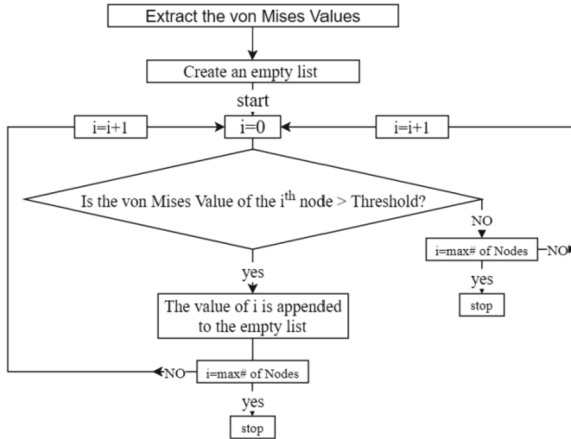 Extract the von Mises Values
Create an empty list
start
i=i+1
i=0
i=i+1
Is the von Mises Value of the ith node > Threshold?
NO
i=max# of Nodes
NO
yes
stop
yes
The value of i is appended
to the empty list
NO
i=max# of Nodes
yes
stop